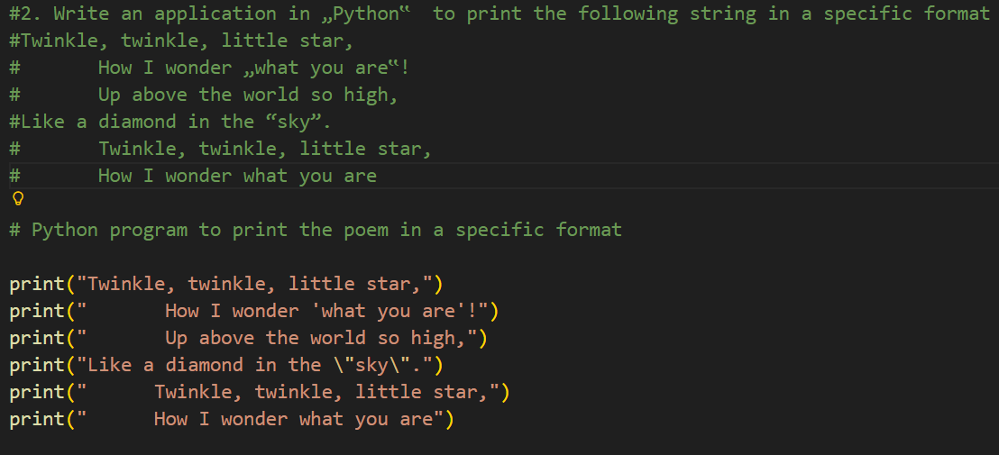 #2. Write an application in „Python‟  to print the following string in a specific format
#Twinkle, twinkle, little star,
#       How I wonder „what you are‟!
#       Up above the world so high,
#Like a diamond in the “sky”.
#       Twinkle, twinkle, little star,
#       How I wonder what you are
# Python program to print the poem in a specific format
print("Twinkle, twinkle, little star,")
print("       How I wonder 'what you are'!")
print("       Up above the world so high,")
print("Like a diamond in the \"sky\".")
print("      Twinkle, twinkle, little star,")
print("      How I wonder what you are")